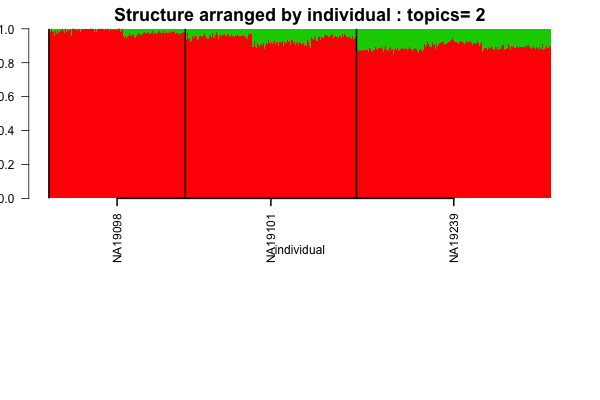 Structure arranged by individual : topics= 2
1.0
0.8
0.6
0.4
0.2
0.0
NA19098
NA19101
NA19239
individual